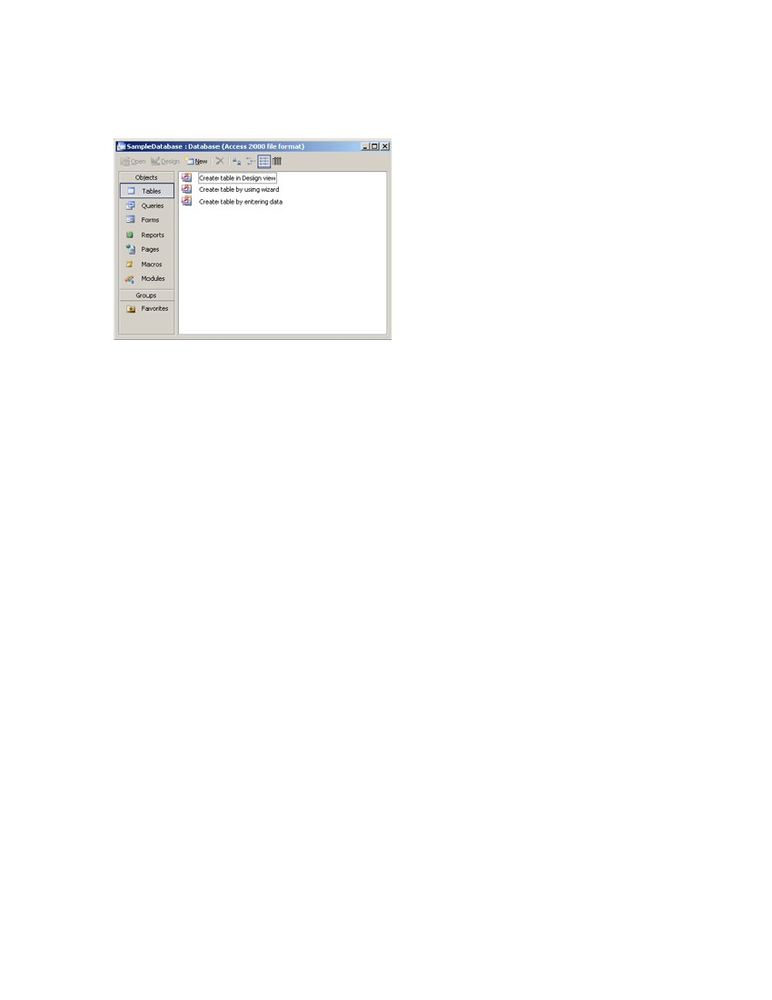 SampleDatabase : Database (Access 2000 file format)
Open Design New
Objects
Tables
Queries
Forms
Reports
Pages
Macros
Modules
Groups
Favorites
Create table in Design view
Create table by using wizard
Create table by entering data